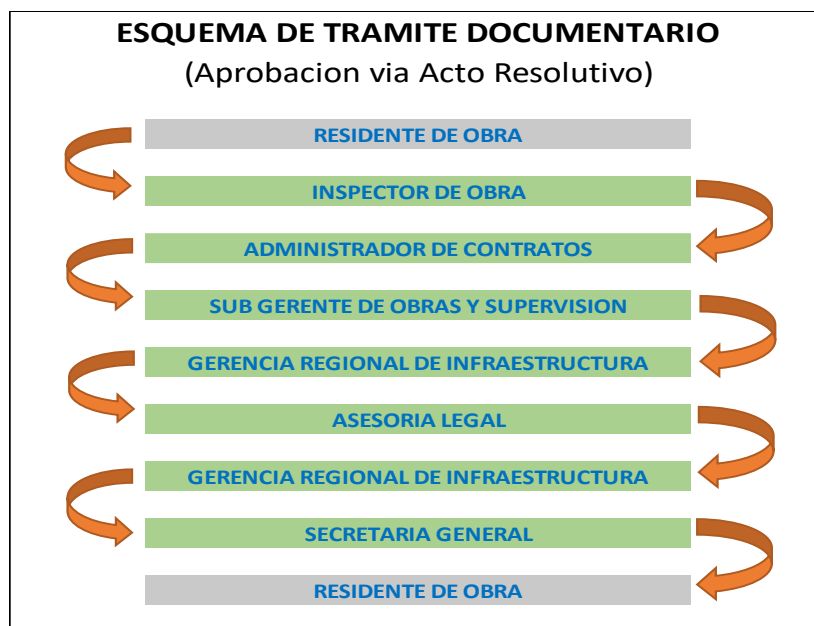 ESQUEMA DE TRAMITE DOCUMENTARIO
(Aprobacion via Acto Resolutivo)
RESIDENTE DE OBRA
INSPECTOR DE OBRA
ADMINISTRADOR DE CONTRATOS
SUB GERENTE DE OBRAS Y SUPERVISION
GERENCIA REGIONAL DE INFRAESTRUCTURA
ASESORIA LEGAL
GERENCIA REGIONAL DE INFRAESTRUCTURA
SECRETARIA GENERAL
RESIDENTE DE OBRA